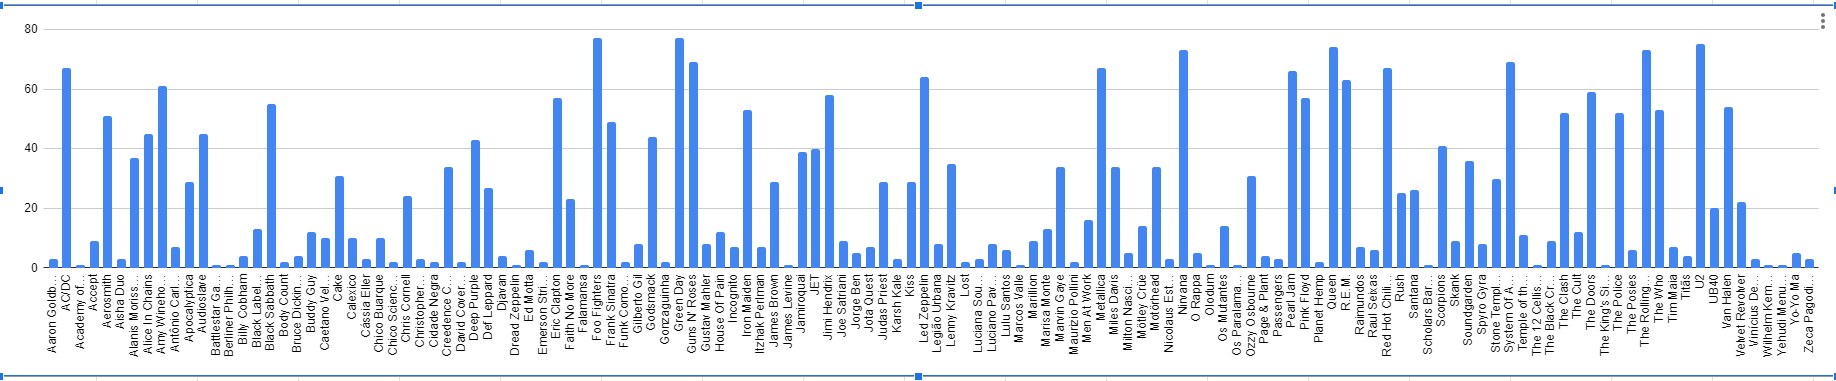 80
60
40
20
0
Aaron Goldb...
AC/DC
Academy of...
Accept
Aerosmith
Aisha Duo
Alanis Moriss...
Alice In Chains
Amy Wineho...
Antônio Carl...
Apocalyptica
Audioslave
Battlestar Ga...
Berliner Philh...
Billy Cobham
Black Label...
Black Sabbath
Body Count
Bruce Dickin...
Buddy Guy
Caetano Vel...
Cake
Calexico
Cássia Eller
Chico Buarque
Chico Scienc...
Chris Cornell
Christopher...
Cidade Negra
Creedence C...
David Cover...
Deep Purple
Def Leppard
Djavan
Dread Zeppelin
Ed Motta
Emerson Stri...
Eric Clapton
Faith No More
Falamansa
Foo Fighters
Frank Sinatra
Funk Como...
Gilberto Gil
Godsmack
Gonzaguinha
Green Day
Guns N' Roses
Gustav Mahler
House Of Pain
Incognito
Iron Maiden
Itzhak Perlman
James Brown
James Levine
Jamiroquai
JET
Jimi Hendrix
Joe Satriani
Jorge Ben
Jota Quest
Judas Priest
Karsh Kale
Kiss
Led Zeppelin
Legião Urbana
Lenny Kravitz
Lost
Luciana Sou...
Luciano Pav...
Lulu Santos
Marcos Valle
Marillion
Marisa Monte
Marvin Gaye
Maurizio Pollini
Men At Work
Metallica
Miles Davis
Milton Nasci...
Mötley Crüe
Motörhead
Nicolaus Est...
Nirvana
O Rappa
Olodum
Os Mutantes
Os Paralama...
Ozzy Osbourne
Page & Plant
Passengers
Pearl Jam
Pink Floyd
Planet Hemp
Queen
R.E.M.
Raimundos
Raul Seixas
Red Hot Chili...
Rush
Santana
Scholars Bar...
Scorpions
Skank
Soundgarden
Spyro Gyra
Stone Templ...
System Of A...
Temple of th...
The 12 Cellis...
The Black Cr...
The Clash
The Cult
The Doors
The King's Si...
The Police
The Posies
The Rolling...
The Who
Tim Maia
Titãs
U2
UB40
Van Halen
Velvet Revolver
Vinícius De...
Wilhelm Kem...
Yehudi Menu...
Yo-Yo Ma
Zeca Pagodi...